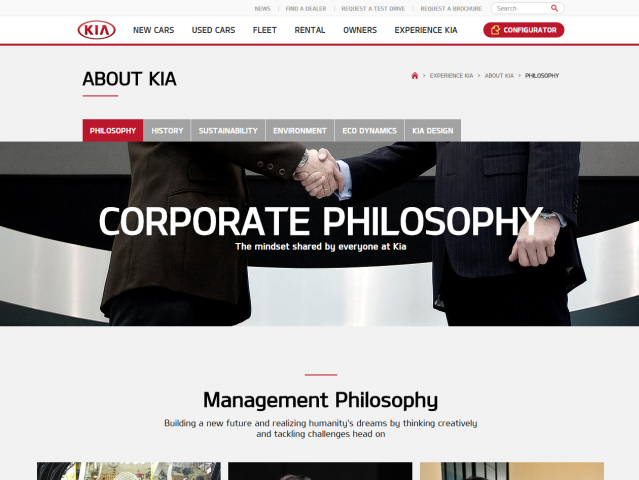 NEWS | FIND A DEALER | REQUEST A TEST DRIVE | REQUEST A BROCHURE Search
KIA NEW CARS USED CARS FLEET RENTAL OWNERS EXPERIENCE KIA CONFIGURATOR
ABOUT KIA
> EXPERIENCE KIA > ABOUT KIA > PHILOSOPHY
PHILOSOPHY HISTORY SUSTAINABILITY ENVIRONMENT ECO DYNAMICS KIA DESIGN
CORPORATE PHILOSOPHY
The mindset shared by everyone at Kia
Management Philosophy
Building a new future and realizing humanity's dreams by thinking creatively
and tackling challenges head on